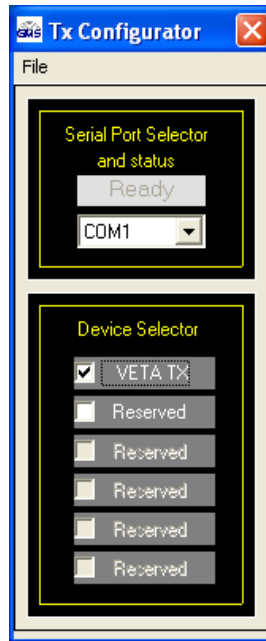 GMS Tx Configurator
File
Serial Port Selector
and status
Ready
COM1
Device Selector
VETA TX
Reserved
Reserved
Reserved
Reserved
Reserved